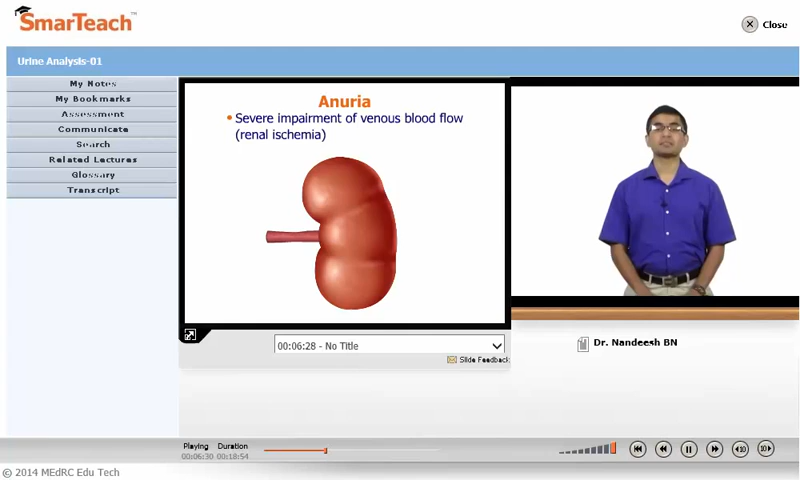 SmarTeach™
Close
Urine Analysis-01
My Notes
My Bookmarks
Assessment
Communicate
Search
Related Lectures
Glossary
Transcript
Anuria
• Severe impairment of venous blood flow
(renal ischemia)
00:06:28 - No Title
Slide Feedback
Dr. Nandeesh BN
Playing Duration
00:06:30 00:18:54
10
10
© 2014 MEdRC Edu Tech